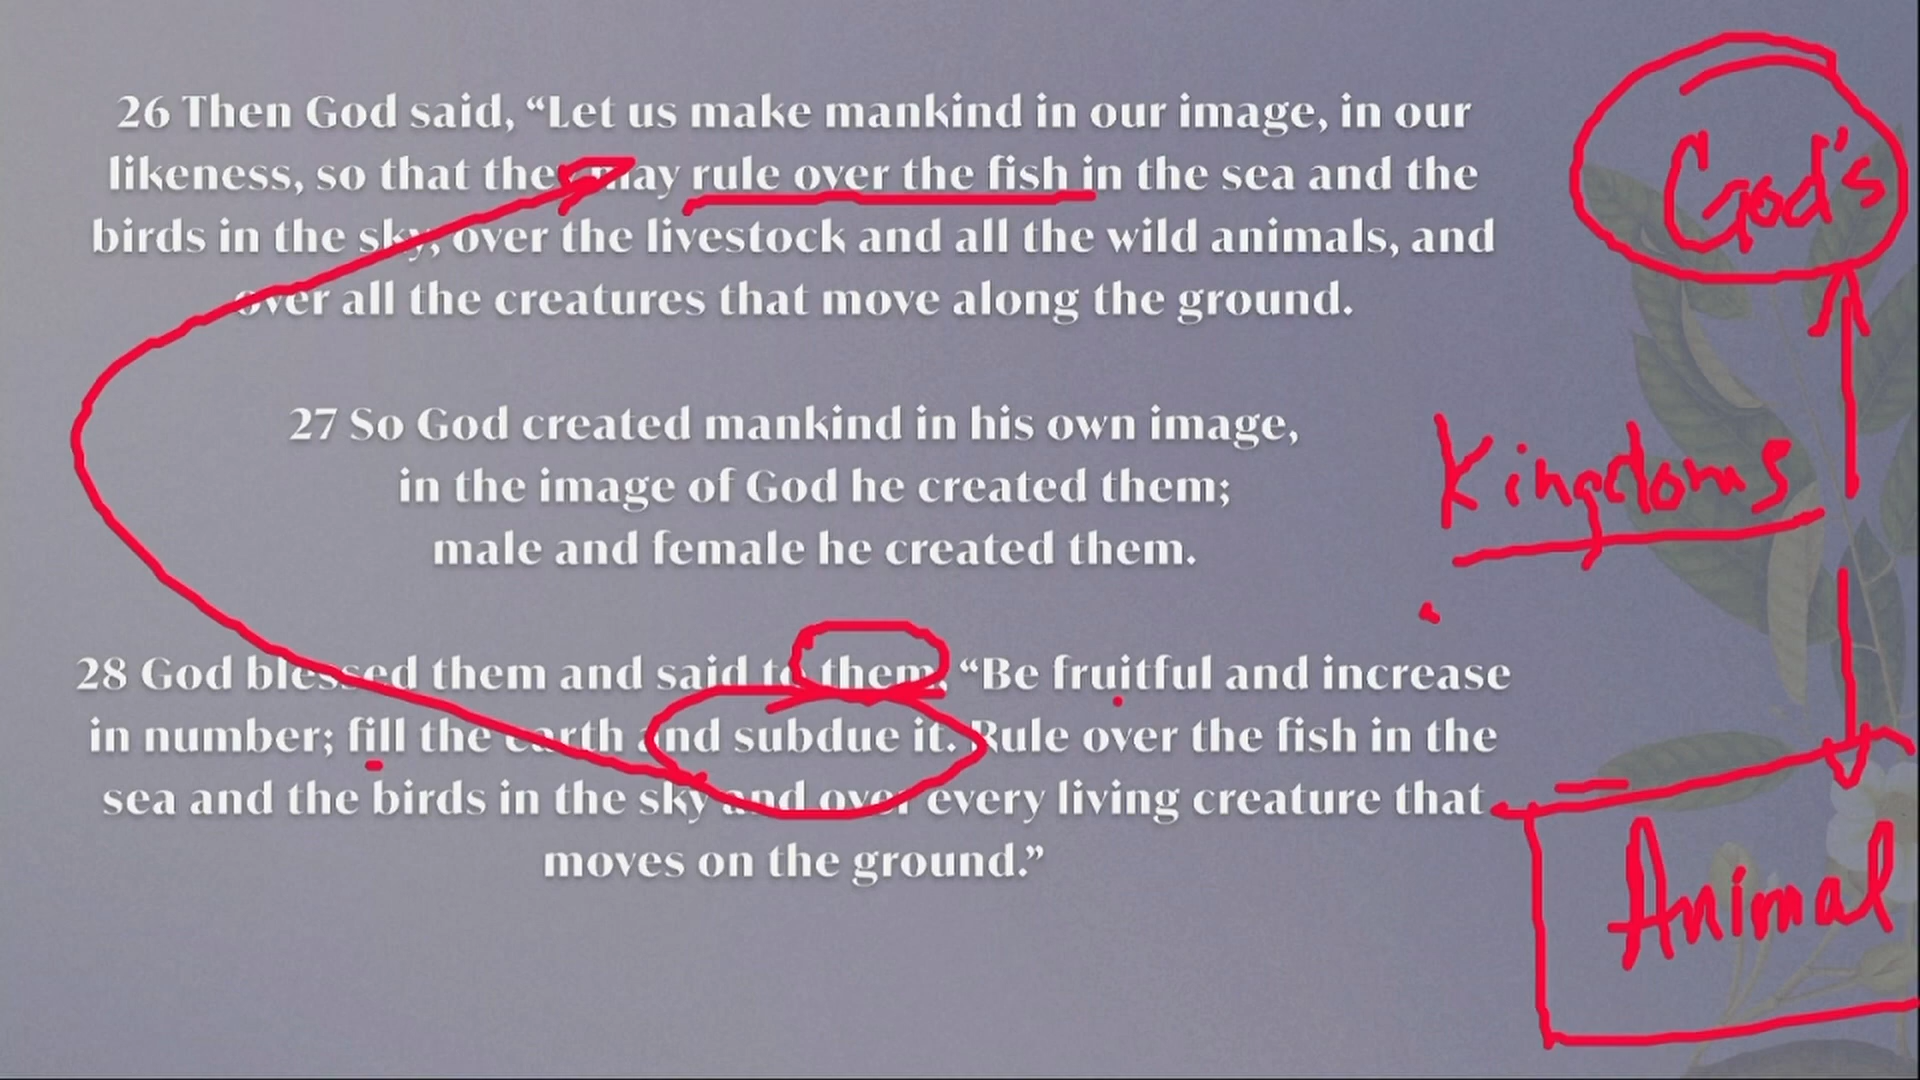 26 Then God said, “Let us make mankind in our image, in our
likeness, so that they may rule over the fish in the sea and the
birds in the sky, over the livestock and all the wild animals, and
over all the creatures that move along the ground.
27 So God created mankind in his own image,
in the image of God he created them;
male and female he created them.
28 God blessed them and said to them, “Be fruitful and increase
in number; fill the earth and subdue it. Rule over the fish in the
sea and the birds in the sky and over every living creature that
moves on the ground.”
God's
Kingdoms
Animal